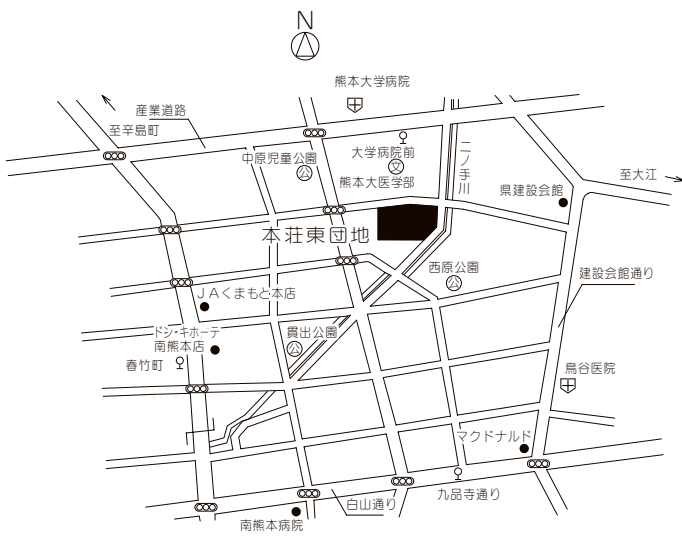 N
熊本大学病院
産業道路
至辛島町
中原児童公園
公
大学病院前
文
熊本大医学部
二ノ手川
至大江
県建設会館
本荘東団地
西原公園
公
建設会館通り
JAくまもと本店
ドン・キホーテ
南熊本店
貫出公園
公
春竹町
鳥谷医院
マクドナルド
九品寺通り
白山通り
南熊本病院